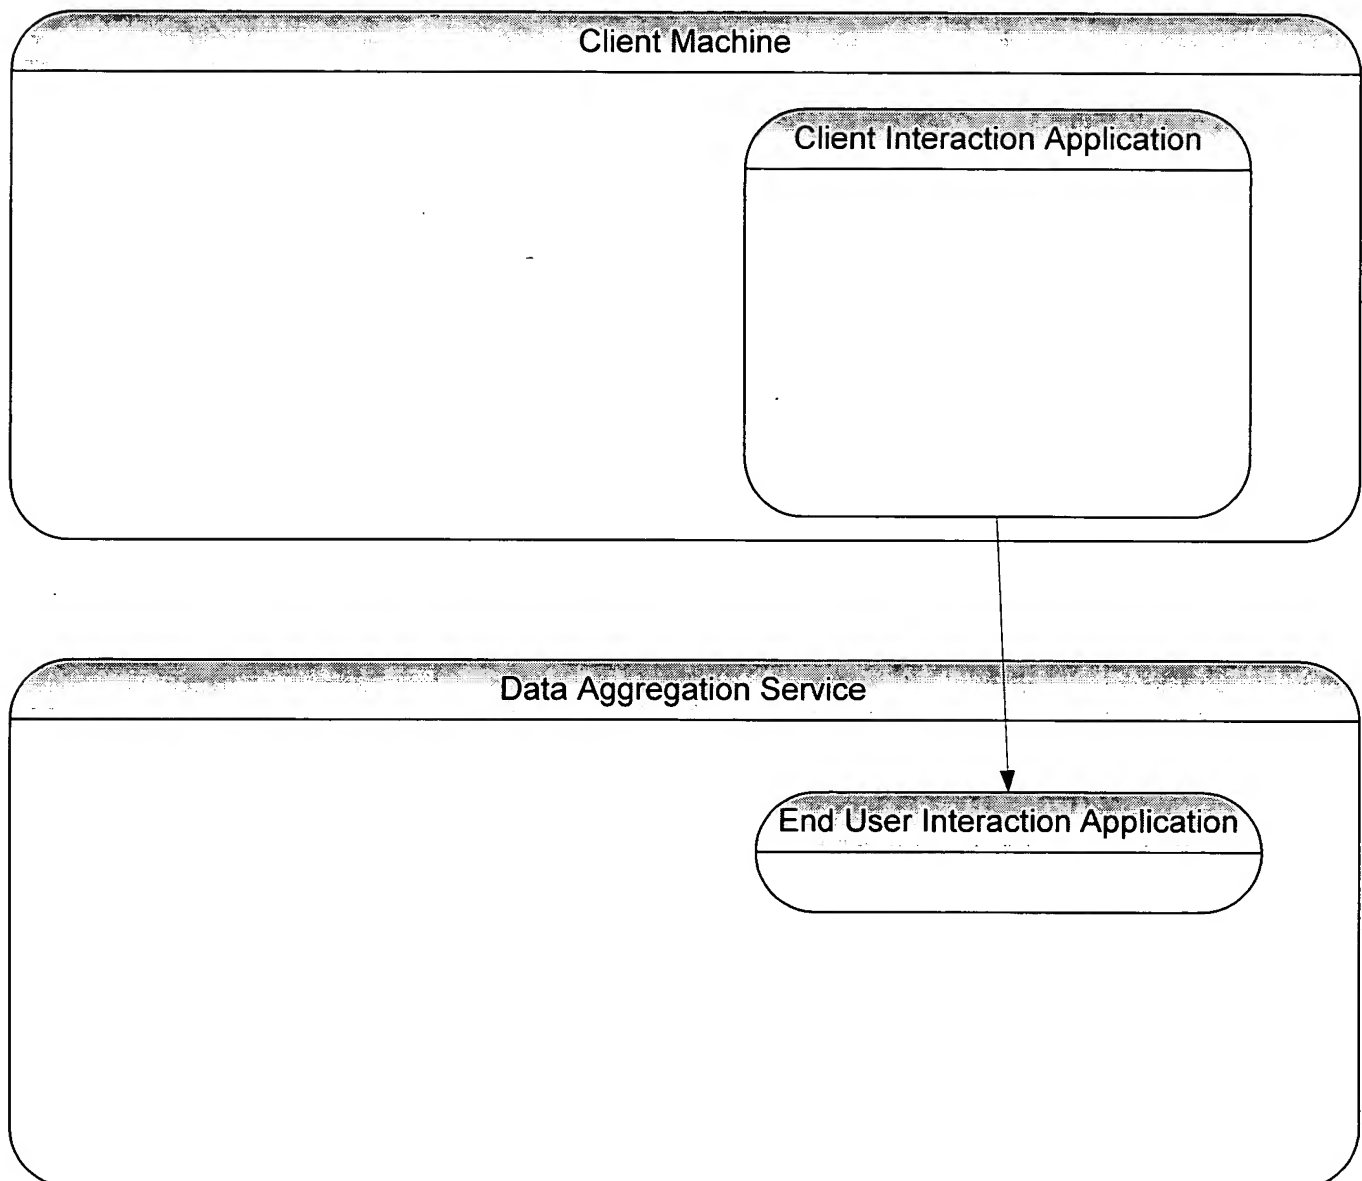 Client Machine
Client Interaction Application
Data Aggregation Service
End User Interaction Application